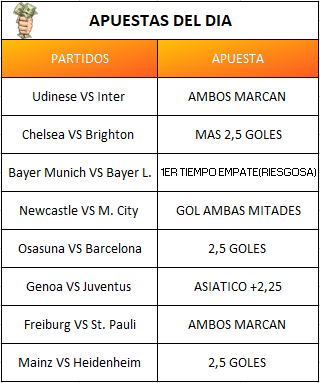 APUESTAS DEL DIA
PARTIDOS APUESTA
Udinese VS Inter AMBOS MARCAN
Chelsea VS Brighton MAS 2,5 GOLES
Bayer Munich VS Bayer L. 1ER TIEMPO EMPATE(RIESGOSA)
Newcastle VS M. City GOL AMBAS MITADES
Osasuna VS Barcelona 2,5 GOLES
Genoa VS Juventus ASIATICO +2,25
Freiburg VS St. Pauli AMBOS MARCAN
Mainz VS Heidenheim 2,5 GOLES